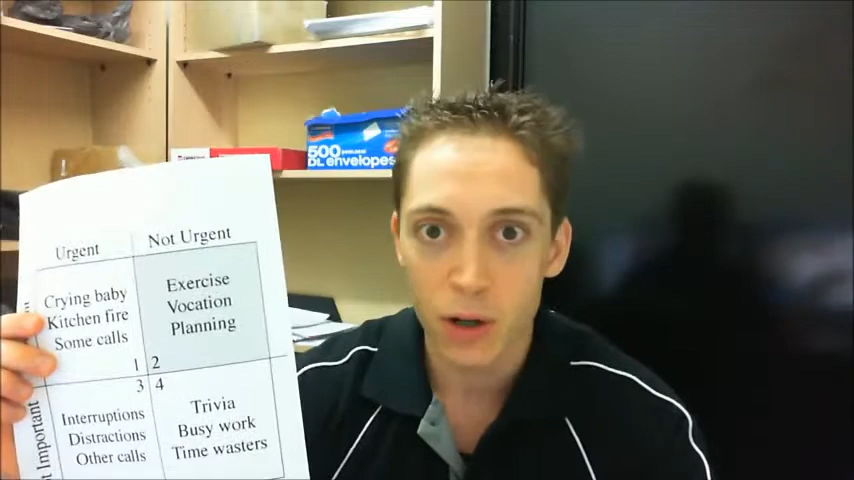 500
DL envelopes
Urgent
Not Urgent
Crying baby
Kitchen fire
Some calls
1
Exercise
Vocation
Planning
2
3
Interruptions
Distractions
Other calls
4
Trivia
Busy work
Time wasters
t Important